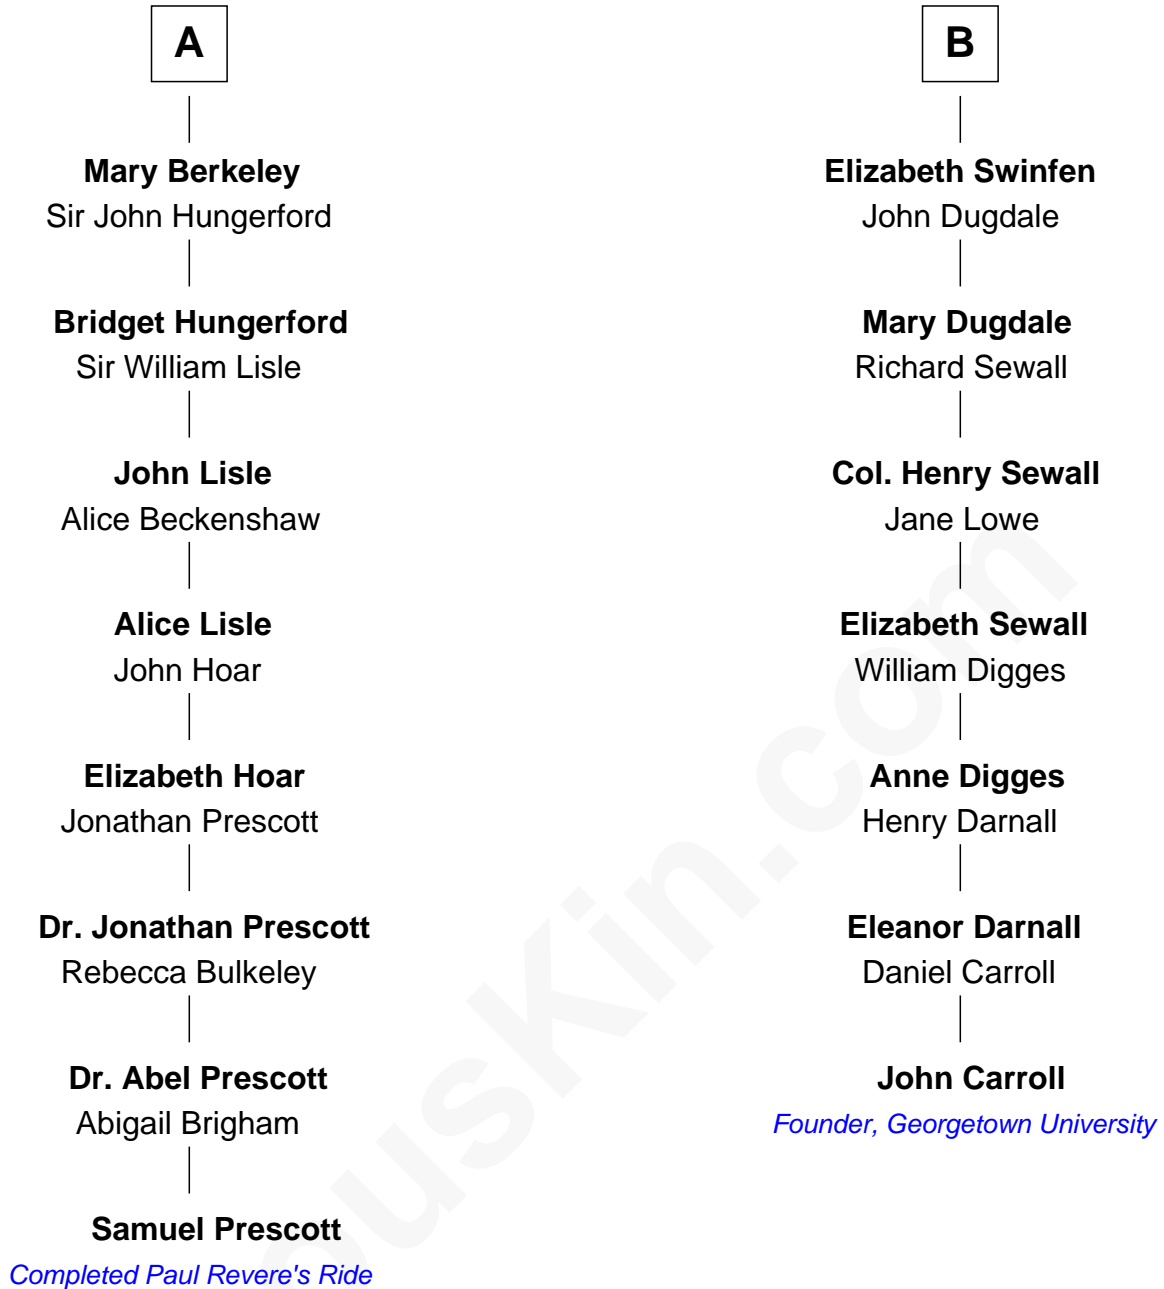 A
Mary Berkeley
Sir John Hungerford
Bridget Hungerford
Sir William Lisle
John Lisle
Alice Beckenshaw
Alice Lisle
John Hoar
Elizabeth Hoar
Jonathan Prescott
Dr. Jonathan Prescott
Rebecca Bulkeley
Dr. Abel Prescott
Abigail Brigham
Samuel Prescott
Completed Paul Revere's Ride
B
Elizabeth Swinfen
John Dugdale
Mary Dugdale
Richard Sewall
Col. Henry Sewall
Jane Lowe
Elizabeth Sewall
William Digges
Anne Digges
Henry Darnall
Eleanor Darnall
Daniel Carroll
John Carroll
Founder, Georgetown University
ousKin.com